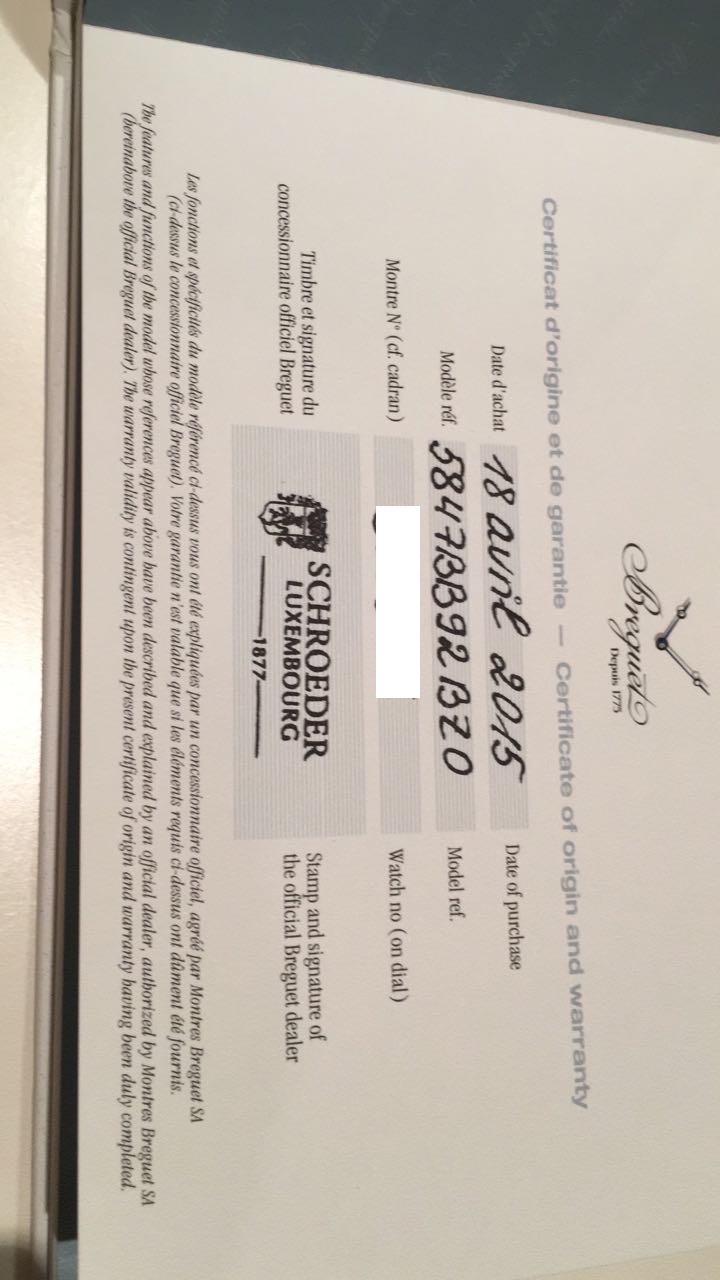 Breguet
Depuis 1775
Certificat d'origine et de garantie — Certificate of origin and warranty
Date d'achat 18 avril 2015 Date of purchase
Modèle réf. 5847BB92BZ0 Model ref.
Montre N° (cf. cadran) Watch no (on dial)
Timbre et signature du
concessionnaire officiel Breguet
SCHROEDER
LUXEMBOURG
1877
Stamp and signature of
the official Breguet dealer
Les fonctions et spécificités du modèle référencé ci-dessus vous ont été expliquées par un concessionnaire officiel, agréé par Montres Breguet SA
(ci-dessus le concessionnaire officiel Breguet). Votre garantie n'est valable que si les éléments requis ci-dessus ont dûment été fournis.
The features and functions of the model whose references appear above have been described and explained by an official dealer, authorized by Montres Breguet SA
(hereinabove the official Breguet dealer). The warranty validity is contingent upon the present certificate of origin and warranty having been duly completed.